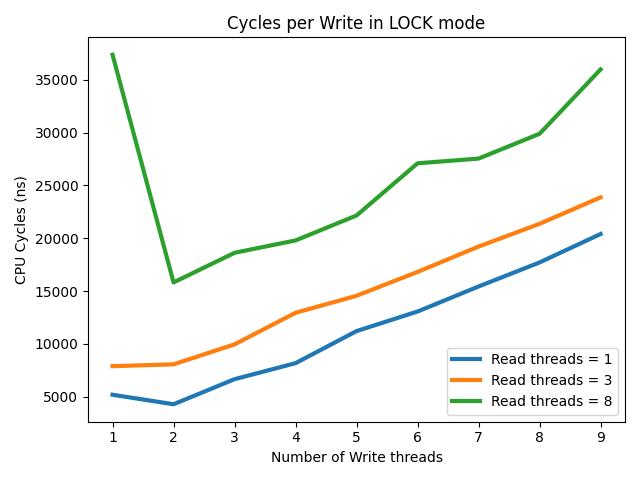 Cycles per Write in LOCK mode
CPU Cycles (ns)
35000
30000
25000
20000
15000
10000
5000
Read threads = 1
Read threads = 3
Read threads = 8
1 2 3 4 5 6 7 8 9
Number of Write threads